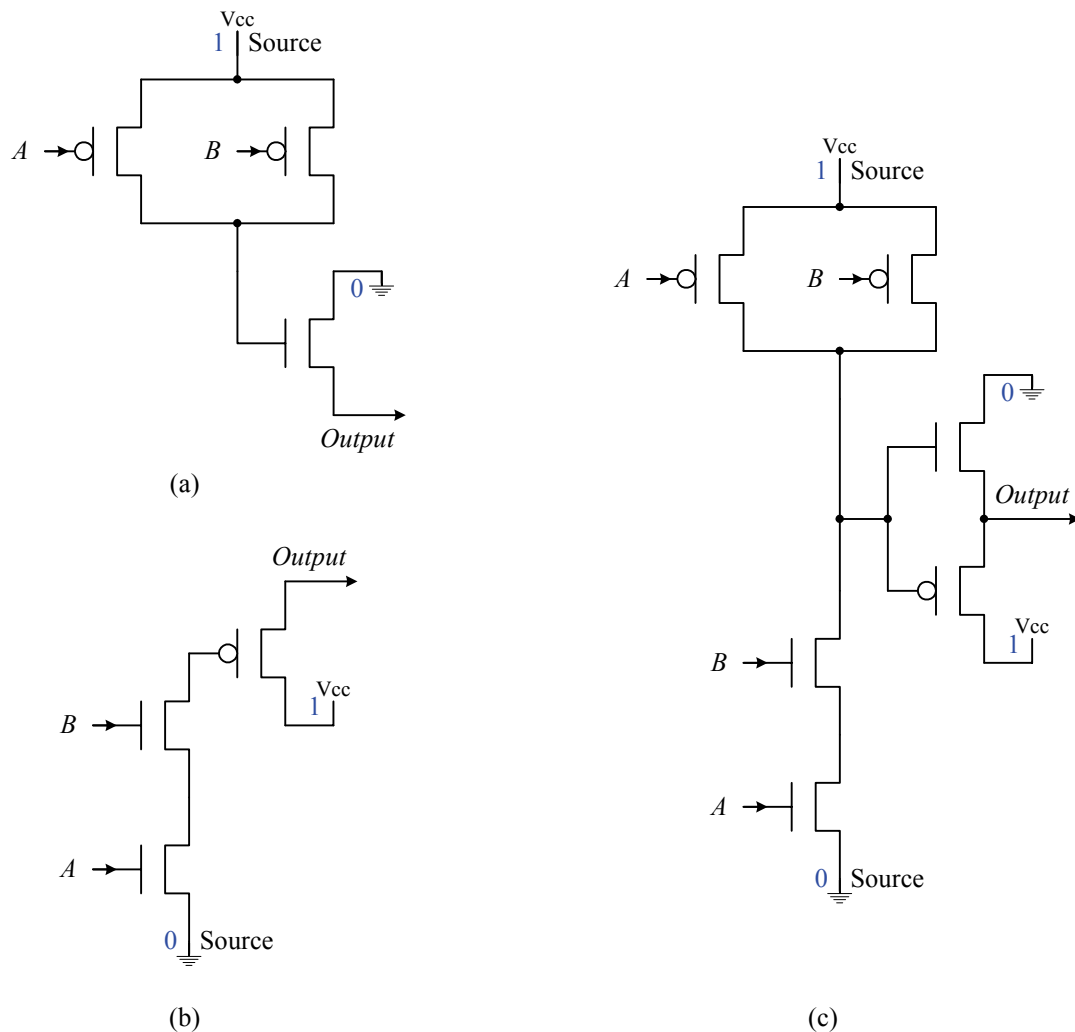 Vcc
1 Source
A
B
0
Output
(a)
Output
B
1 Vcc
A
0 Source
(b)
Vcc
1 Source
A
B
0
Output
B
1 Vcc
A
0 Source
(c)